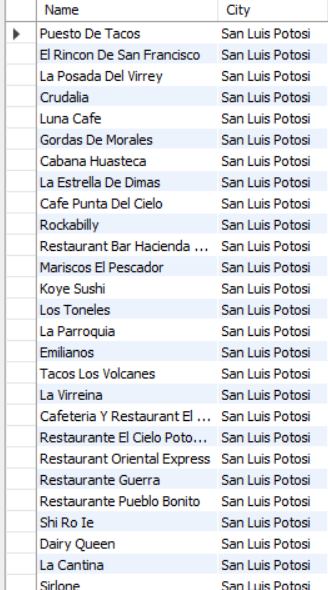 Name City
Puesto De Tacos San Luis Potosi
El Rincon De San Francisco San Luis Potosi
La Posada Del Virrey San Luis Potosi
Crudalia San Luis Potosi
Luna Cafe San Luis Potosi
Gordas De Morales San Luis Potosi
Cabana Huasteca San Luis Potosi
La Estrella De Dimas San Luis Potosi
Cafe Punta Del Cielo San Luis Potosi
Rockabilly San Luis Potosi
Restaurant Bar Hacienda ... San Luis Potosi
Mariscos El Pescador San Luis Potosi
Koye Sushi San Luis Potosi
Los Toneles San Luis Potosi
La Parroquia San Luis Potosi
Emilianos San Luis Potosi
Tacos Los Volcanes San Luis Potosi
La Virreina San Luis Potosi
Cafeteria Y Restaurant El ... San Luis Potosi
Restaurante El Cielo Poto... San Luis Potosi
Restaurant Oriental Express San Luis Potosi
Restaurante Guerra San Luis Potosi
Restaurante Pueblo Bonito San Luis Potosi
Shi Ro Ie San Luis Potosi
Dairy Queen San Luis Potosi
La Cantina San Luis Potosi
Sirlone San Luis Potosi